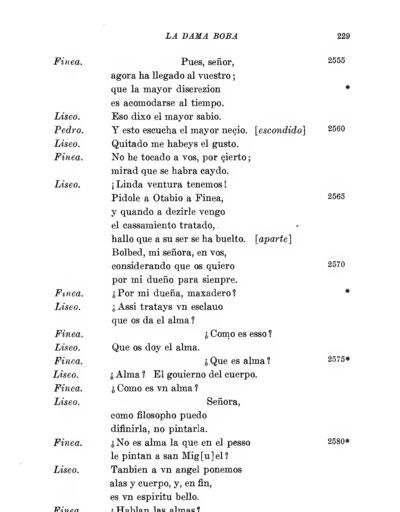 LA DAMA BOBA 229
Finea. Pues, señor, 2555
agora ha llegado al vuestro;
que la mayor diserezion *
es acomodarse al tiempo.
Liseo. Eso dixo el mayor sabio.
Pedro. Y esto escucha el mayor neçio. [escondido] 2560
Liseo. Quitado me habeys el gusto.
Finea. No he tocado a vos, por çierto;
mirad que se habra caydo.
Liseo. ¡Linda ventura tenemos!
Pidole a Otabio a Finea, 2565
y quando a dezirle vengo
el cassamiento tratado,
hallo que a su ser se ha buelto. [aparte]
Bolbed, mi señora, en vos,
considerando que os quiero 2570
por mi dueño para sienpre.
Finea. ¿Por mi dueña, maxadero? *
Liseo. ¿Assi tratays vn esclauo
que os da el alma?
Finea. ¿Como es esso?
Liseo. Que os doy el alma.
Finea. ¿Que es alma? 2575*
Liseo. ¿Alma? El gouierno del cuerpo.
Finea. ¿Como es vn alma?
Liseo. Señora,
como filosopho puedo
difinirla, no pintarla.
Finea. ¿No es alma la que en el pesso 2580*
le pintan a san Mig[u]el?
Liseo. Tanbien a vn angel ponemos
alas y cuerpo, y, en fin,
es vn espiritu bello.
Finea. ¿Hablan las almas?